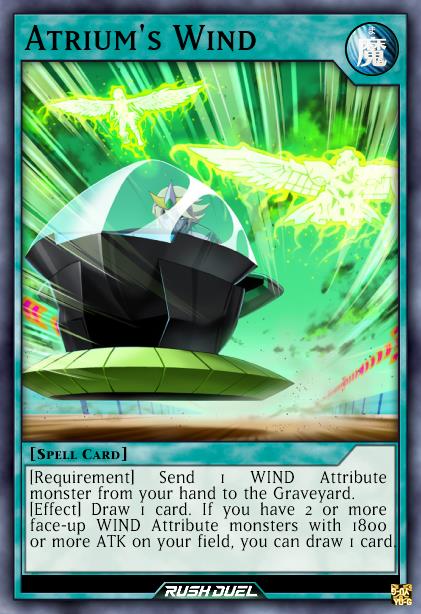 Atrium's Wind
ま
魔
[Spell Card]
[Requirement] Send 1 WIND Attribute
monster from your hand to the Graveyard.
[Effect] Draw 1 card. If you have 2 or more
face-up WIND Attribute monsters with 1800
or more ATK on your field, you can draw 1 card.
RUSH DUEL